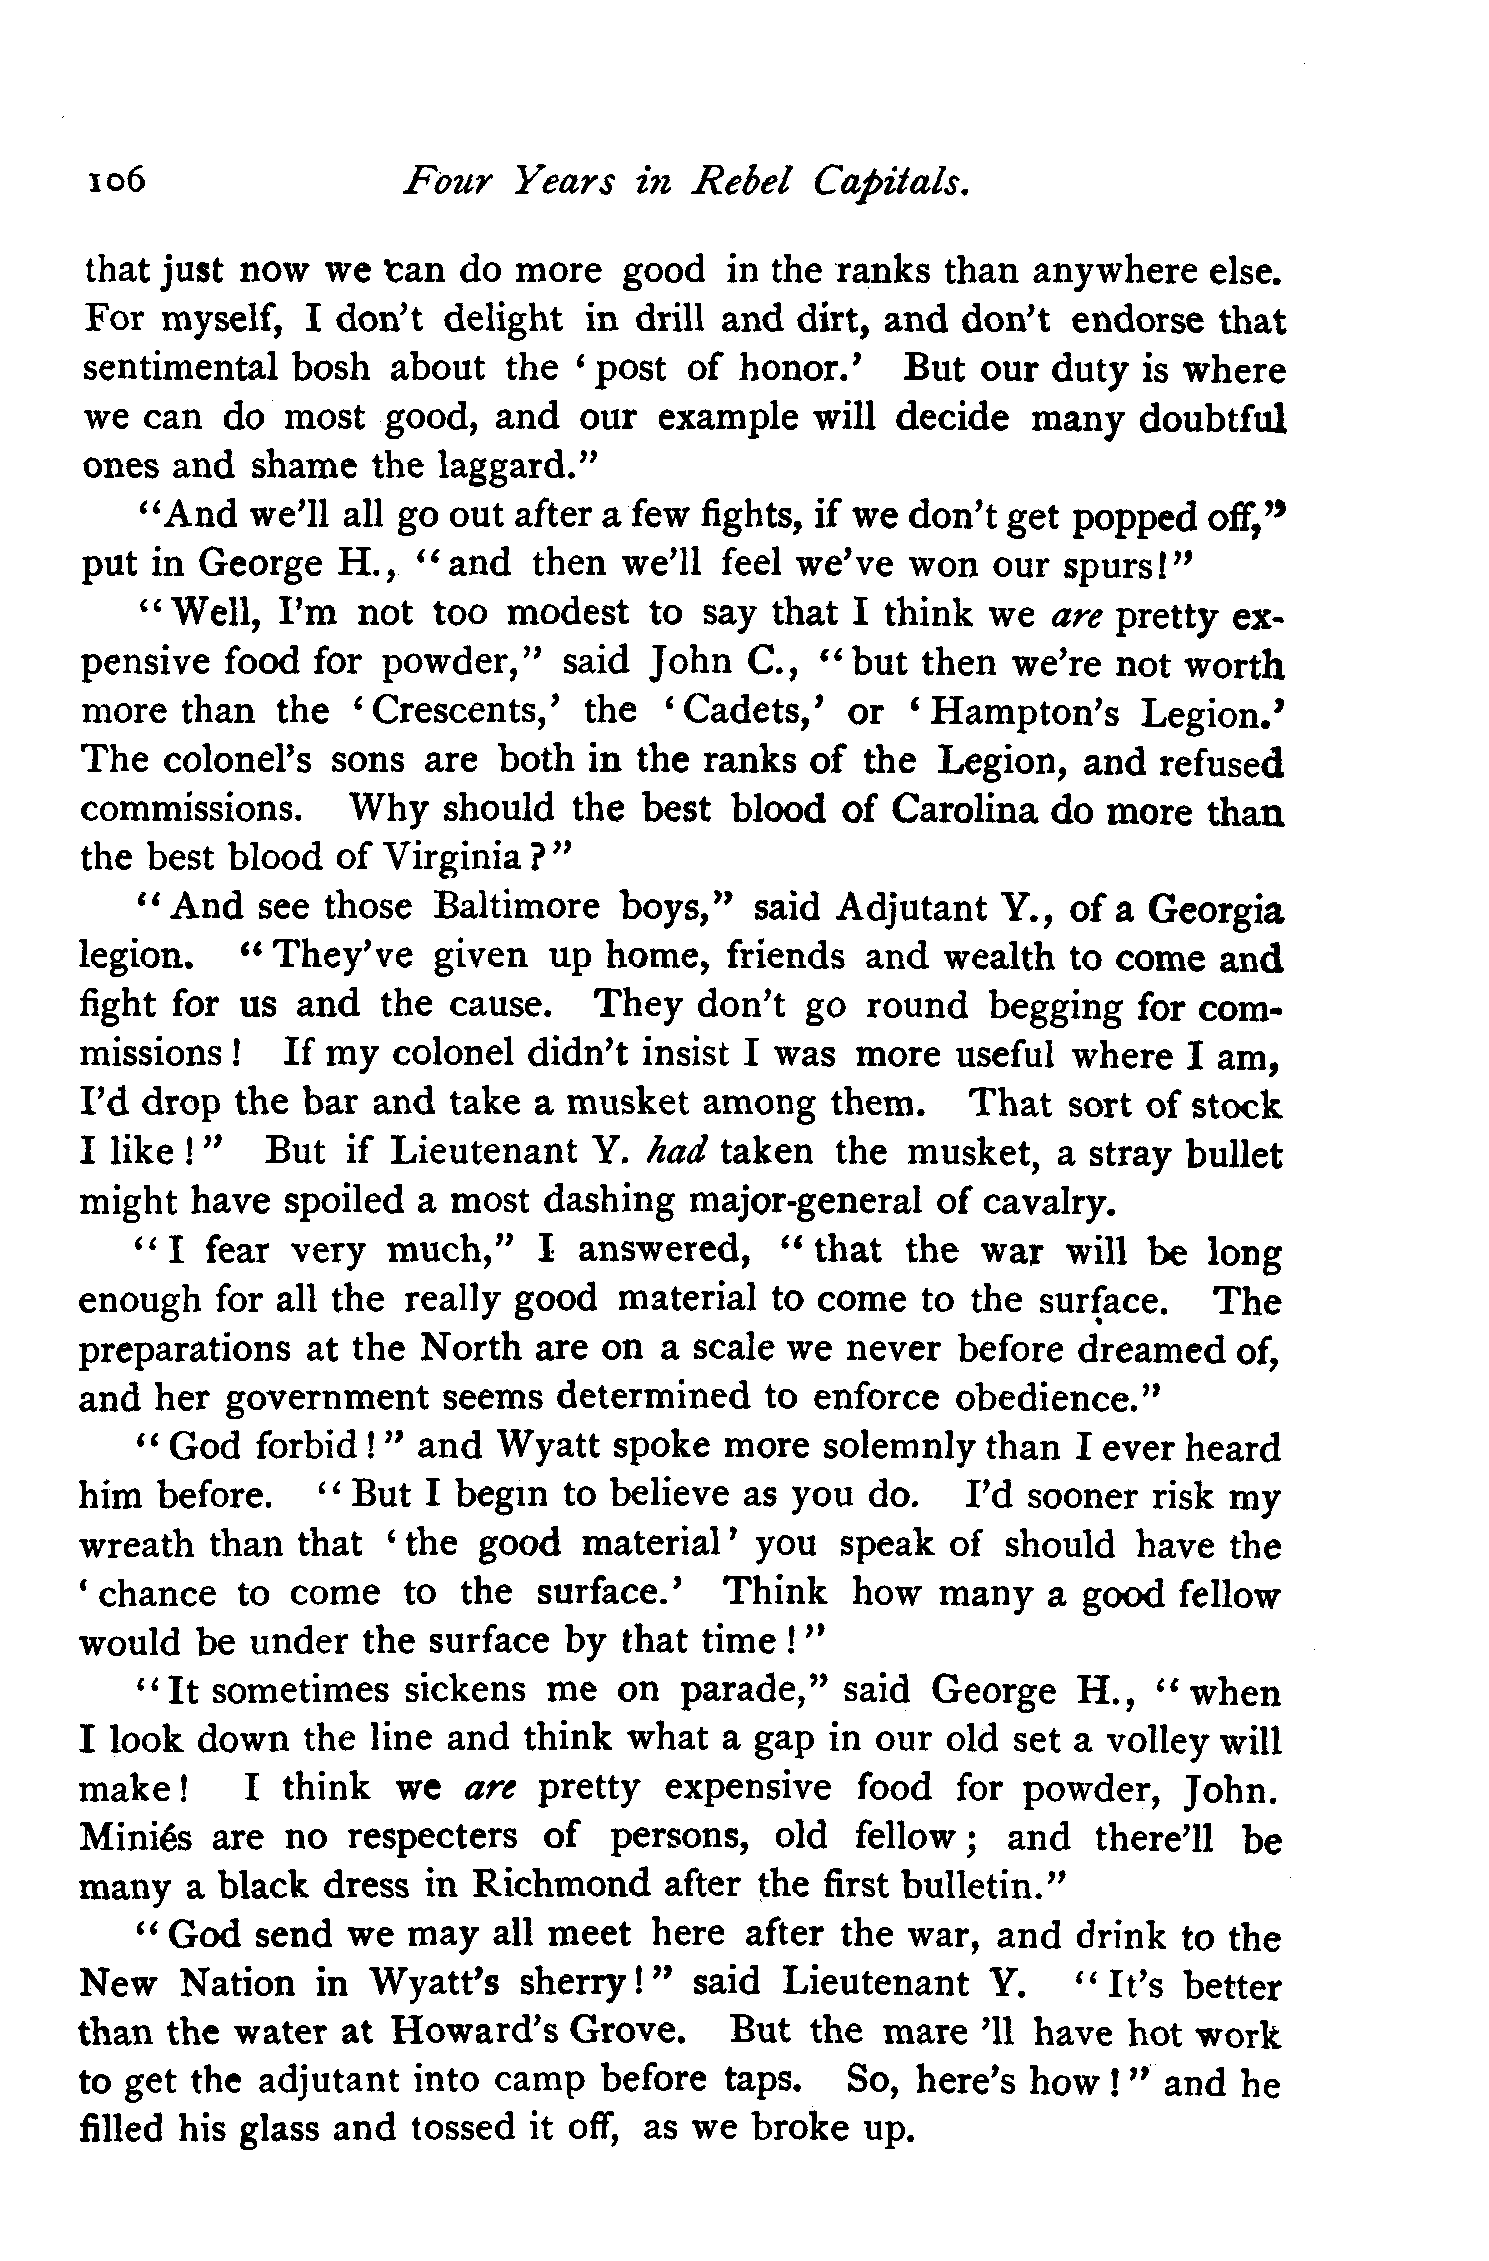 106 Four Years in Rebel Capitals.
that just now we can do more good in the ranks than anywhere else.
For myself, I don't delight in drill and dirt, and don't endorse that
sentimental bosh about the ‘post of honor.’ But our duty is where
we can do most good, and our example will decide many doubtful
ones and shame the laggard.”
“And we'll all go out after a few fights, if we don't get popped off,”
put in George H., “and then we'll feel we've won our spurs!”
“Well, I'm not too modest to say that I think we are pretty ex-
pensive food for powder,” said John C., “but then we're not worth
more than the ‘Crescents,’ the ‘Cadets,’ or ‘Hampton's Legion.’
The colonel's sons are both in the ranks of the Legion, and refused
commissions. Why should the best blood of Carolina do more than
the best blood of Virginia?”
“And see those Baltimore boys,” said Adjutant Y., of a Georgia
legion. “They've given up home, friends and wealth to come and
fight for us and the cause. They don't go round begging for com-
missions! If my colonel didn't insist I was more useful where I am,
I'd drop the bar and take a musket among them. That sort of stock
I like!” But if Lieutenant Y. had taken the musket, a stray bullet
might have spoiled a most dashing major-general of cavalry.
“I fear very much,” I answered, “that the war will be long
enough for all the really good material to come to the surface. The
preparations at the North are on a scale we never before dreamed of,
and her government seems determined to enforce obedience.”
“God forbid!” and Wyatt spoke more solemnly than I ever heard
him before. “But I begin to believe as you do. I'd sooner risk my
wreath than that ‘the good material’ you speak of should have the
‘chance to come to the surface.’ Think how many a good fellow
would be under the surface by that time!”
“It sometimes sickens me on parade,” said George H., “when
I look down the line and think what a gap in our old set a volley will
make! I think we are pretty expensive food for powder, John.
Miniés are no respecters of persons, old fellow; and there'll be
many a black dress in Richmond after the first bulletin.”
“God send we may all meet here after the war, and drink to the
New Nation in Wyatt's sherry!” said Lieutenant Y. “It's better
than the water at Howard's Grove. But the mare 'll have hot work
to get the adjutant into camp before taps. So, here's how!” and he
filled his glass and tossed it off, as we broke up.